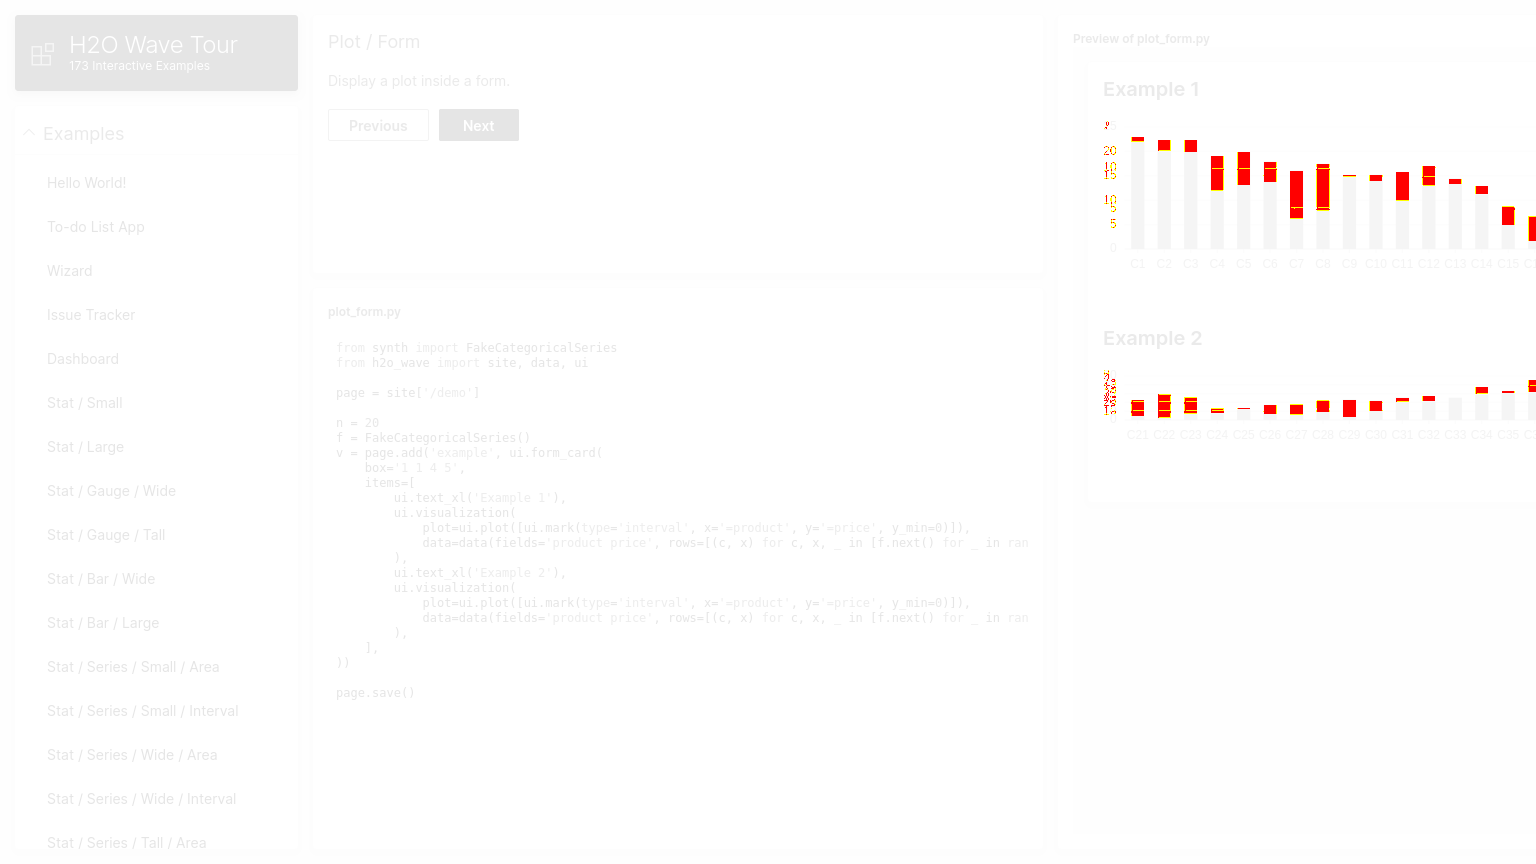 H2O Wave Tour
173 Interactive Examples
Examples
Hello World!
To-do List App
Wizard
Issue Tracker
Dashboard
Stat / Small
Stat / Large
Stat / Gauge / Wide
Stat / Gauge / Tall
Stat / Bar / Wide
Stat / Bar / Large
Stat / Series / Small / Area
Stat / Series / Small / Interval
Stat / Series / Wide / Area
Stat / Series / Wide / Interval
Stat / Series / Tall / Area
Plot / Form
Display a plot inside a form.
Previous Next
plot_form.py
from synth import FakeCategoricalSeries
from h2o_wave import site, data, ui
page = site['/demo']
n = 20
f = FakeCategoricalSeries()
v = page.add('example', ui.form_card(
    box='1 1 4 5',
    items=[
        ui.text_xl('Example 1'),
        ui.visualization(
            plot=ui.plot([ui.mark(type='interval', x='=product', y='=price', y_min=0)]),
            data=data(fields='product price', rows=[(c, x) for c, x, _ in [f.next() for _ in ran
        ),
        ui.text_xl('Example 2'),
        ui.visualization(
            plot=ui.plot([ui.mark(type='interval', x='=product', y='=price', y_min=0)]),
            data=data(fields='product price', rows=[(c, x) for c, x, _ in [f.next() for _ in ran
        ),
    ],
))
page.save()
Preview of plot_form.py
Example 1
20
5
0
C1 C2 C3 C4 C5 C6 C7 C8 C9 C10 C11 C12 C13 C14 C15
Example 2
0
C21 C22 C23 C24 C25 C26 C27 C28 C29 C30 C31 C32 C33 C34 C35